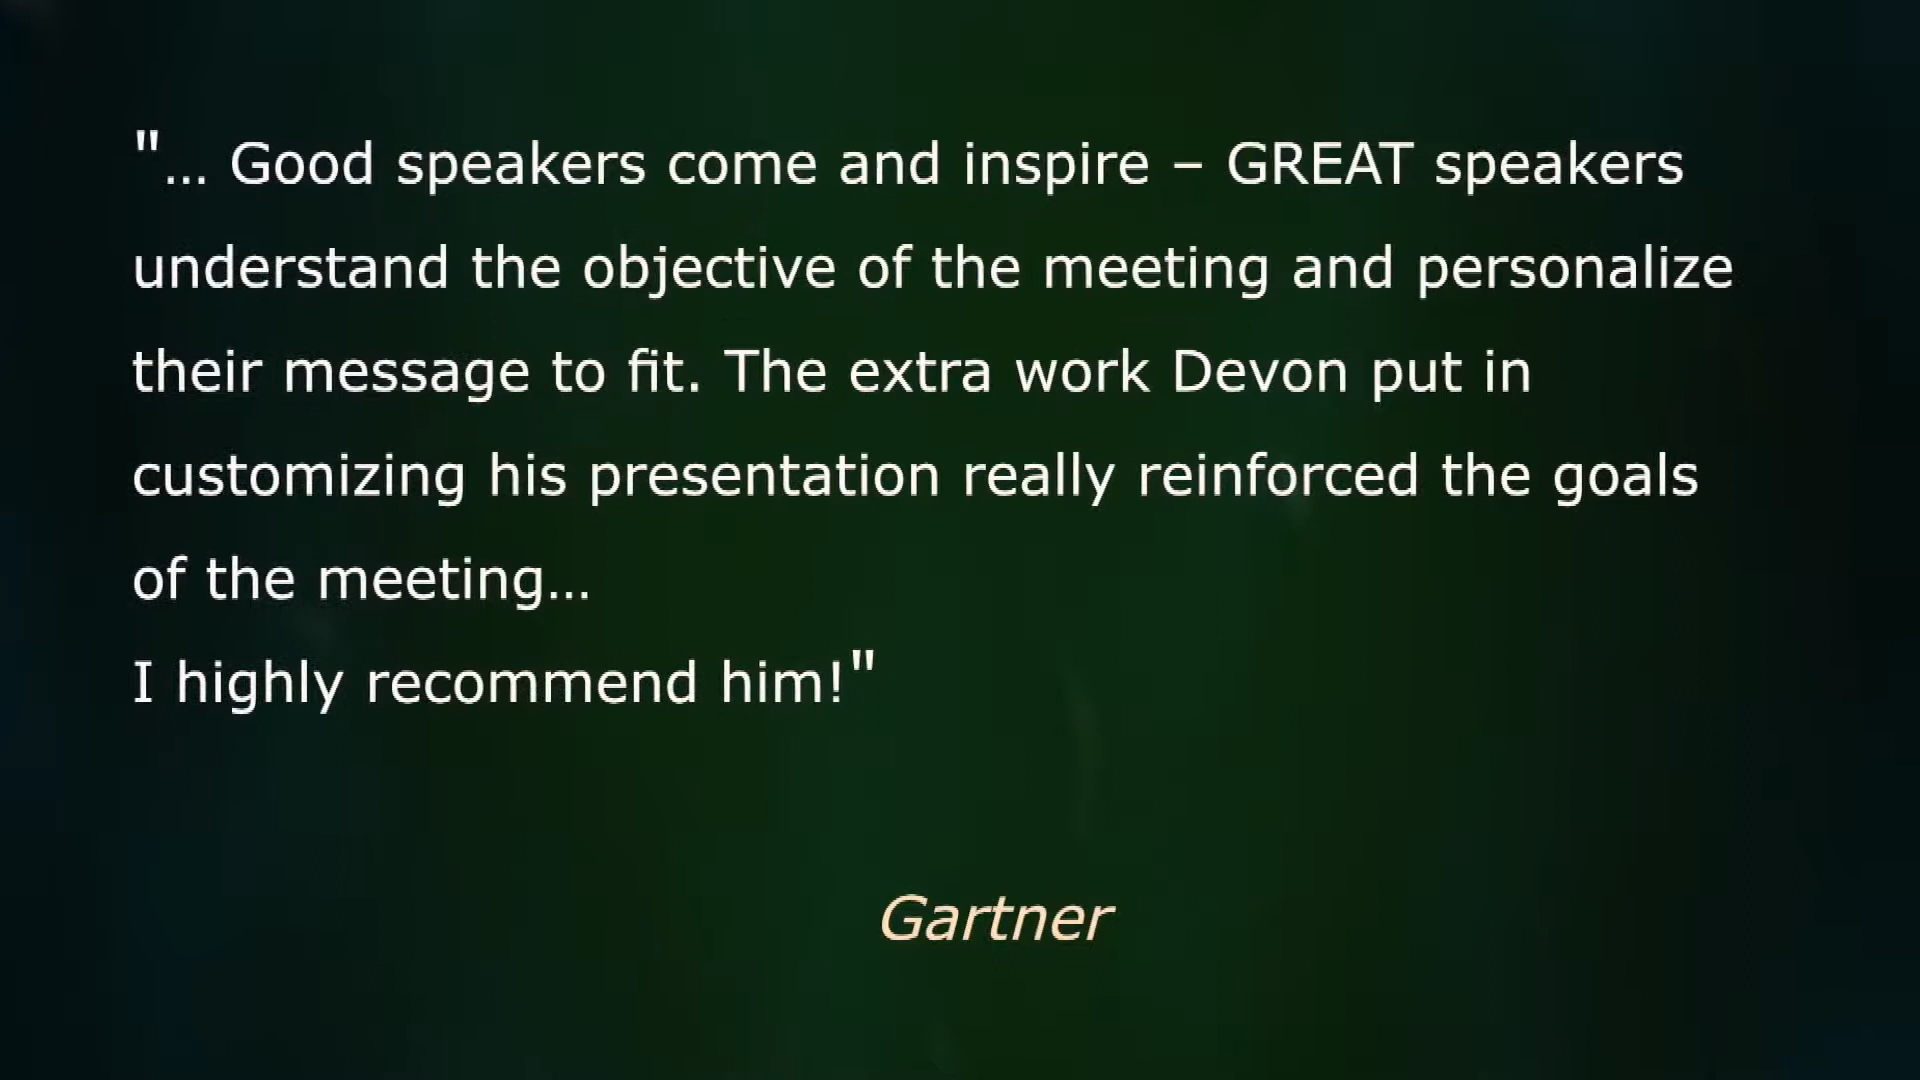 "... Good speakers come and inspire – GREAT speakers
understand the objective of the meeting and personalize
their message to fit. The extra work Devon put in
customizing his presentation really reinforced the goals
of the meeting...
I highly recommend him!"
Gartner